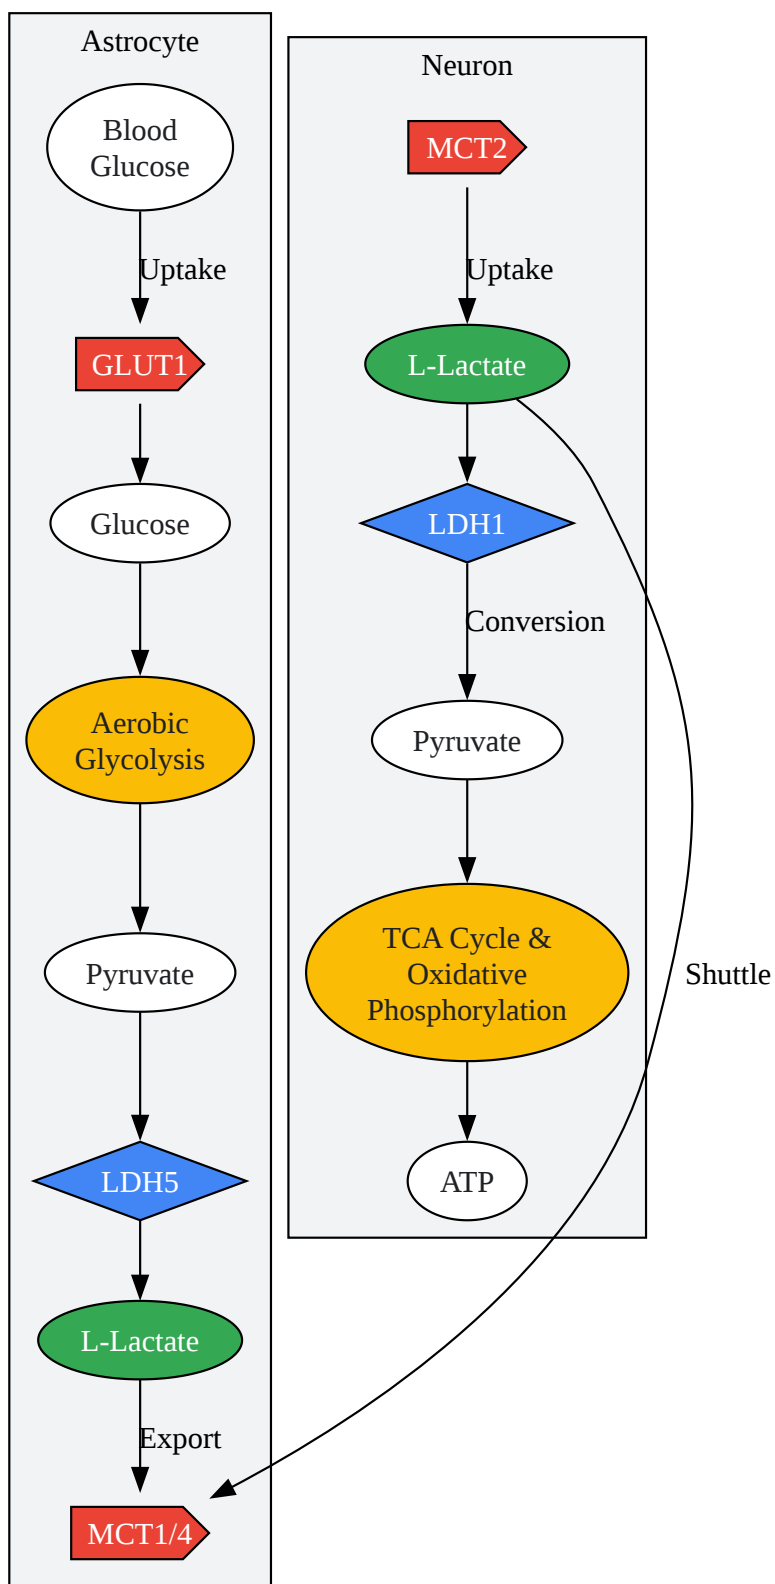 Astrocyte
Blood
Glucose
Uptake
GLUT1
Glucose
Aerobic
Glycolysis
Pyruvate
LDH5
L-Lactate
Export
MCT1/4
Neuron
MCT2
Uptake
L-Lactate
LDH1
Conversion
Pyruvate
TCA Cycle &
Oxidative
Phosphorylation
ATP
Shuttle